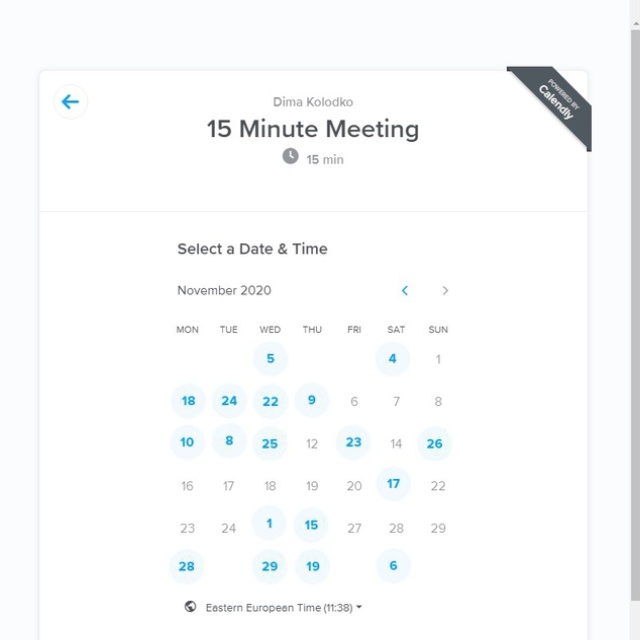 POWERED BY
Calendly
Dima Kolodko
15 Minute Meeting
15 min
Select a Date & Time
November 2020
MON TUE WED THU FRI SAT SUN
5 4 1
18 24 22 9 6 7 8
10 8 25 12 23 14 26
16 17 18 19 20 17 22
23 24 1 15 27 28 29
28 29 19 6
Eastern European Time (11:38)